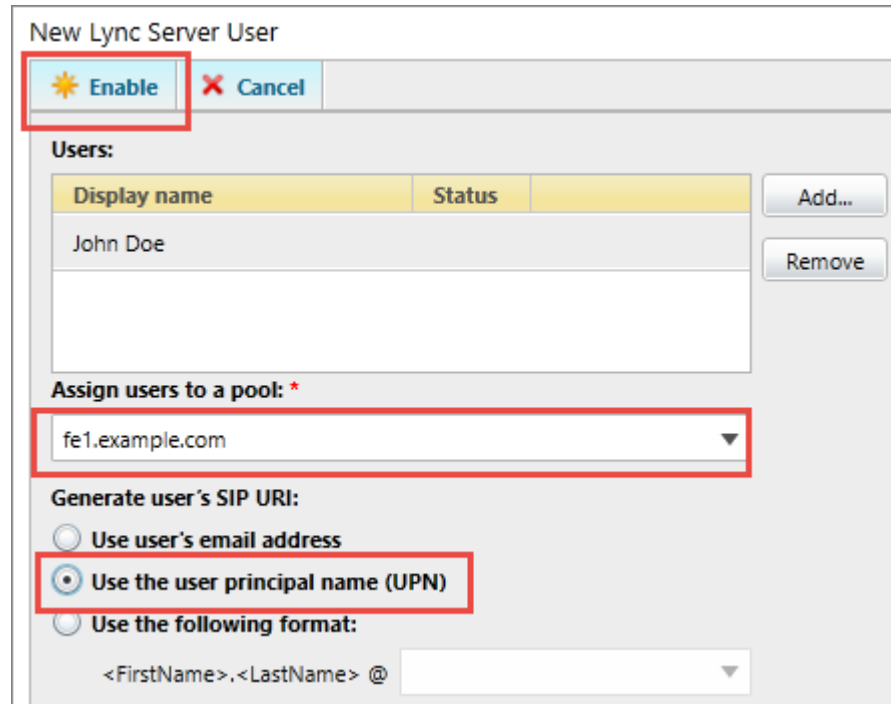 New Lync Server User
Enable Cancel
Users:
Display name Status
Add...
John Doe
Remove
Assign users to a pool: *
fe1.example.com
Generate user´s SIP URI:
Use user's email address
Use the user principal name (UPN)
Use the following format:
<FirstName>.<LastName> @